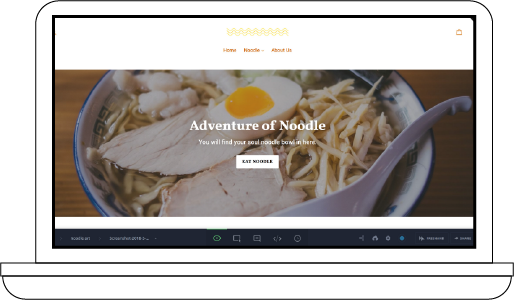 Home Noodle About Us
Adventure of Noodle
You will find your soul noodle bowl in here.
EAT NOODLE